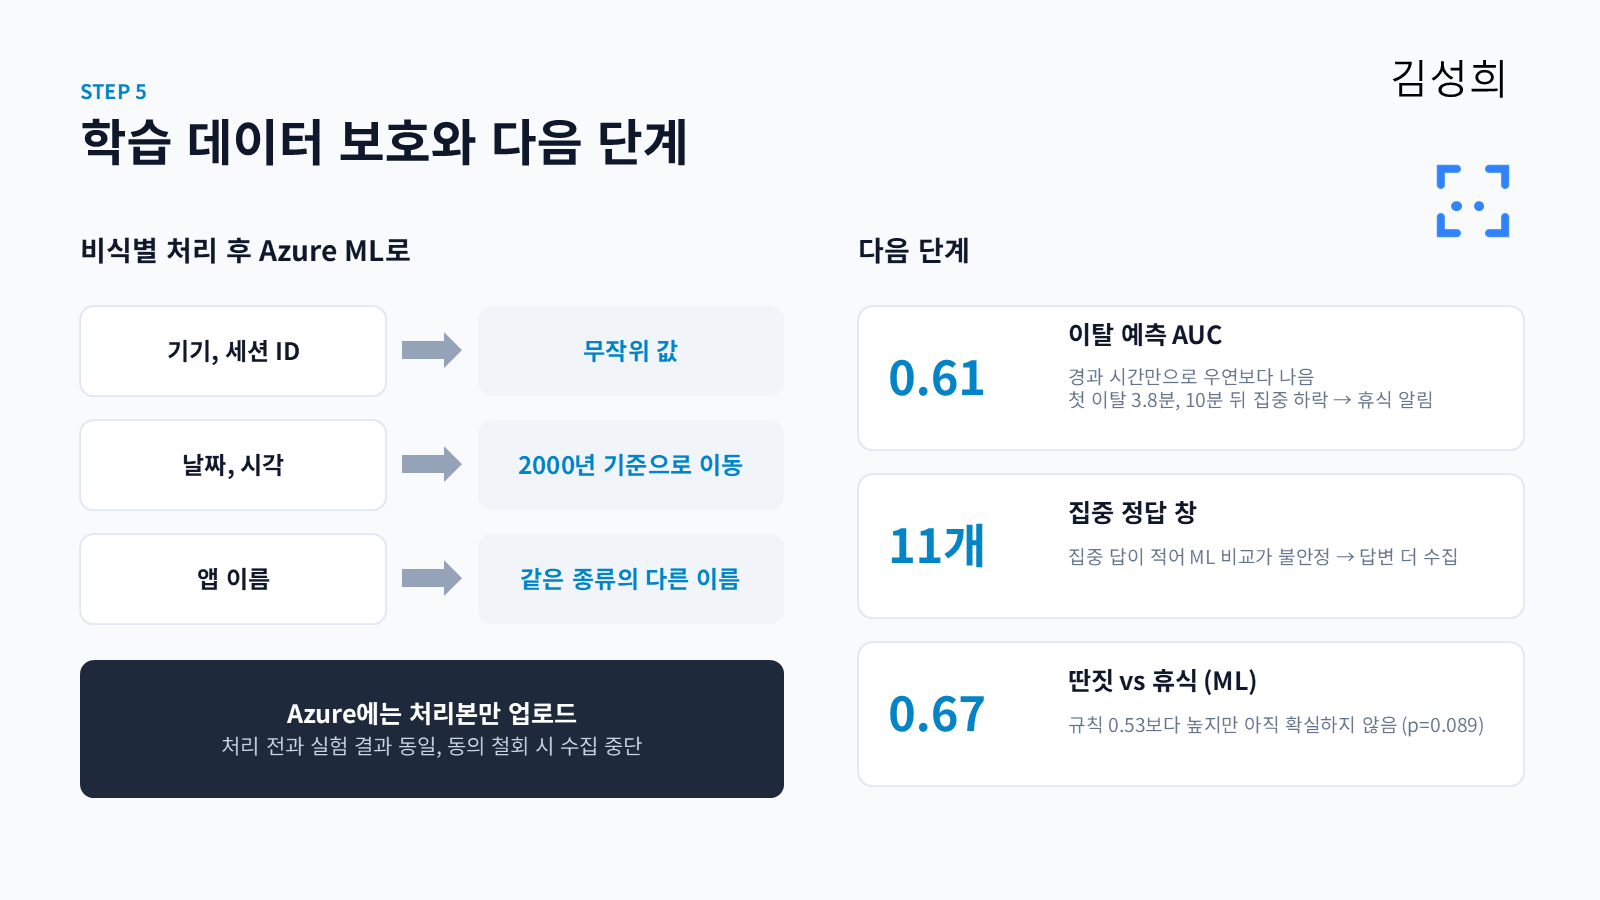 김성희
STEP 5
학습 데이터 보호와 다음 단계
비식별 처리 후 Azure ML로
기기, 세션 ID
무작위 값
날짜, 시각
2000년 기준으로 이동
앱 이름
같은 종류의 다른 이름
Azure에는 처리본만 업로드
처리 전과 실험 결과 동일, 동의 철회 시 수집 중단
다음 단계
0.61
이탈 예측 AUC
경과 시간만으로 우연보다 나음
첫 이탈 3.8분, 10분 뒤 집중 하락 → 휴식 알림
11개
집중 정답 창
집중 답이 적어 ML 비교가 불안정 → 답변 더 수집
0.67
딴짓 vs 휴식 (ML)
규칙 0.53보다 높지만 아직 확실하지 않음 (p=0.089)